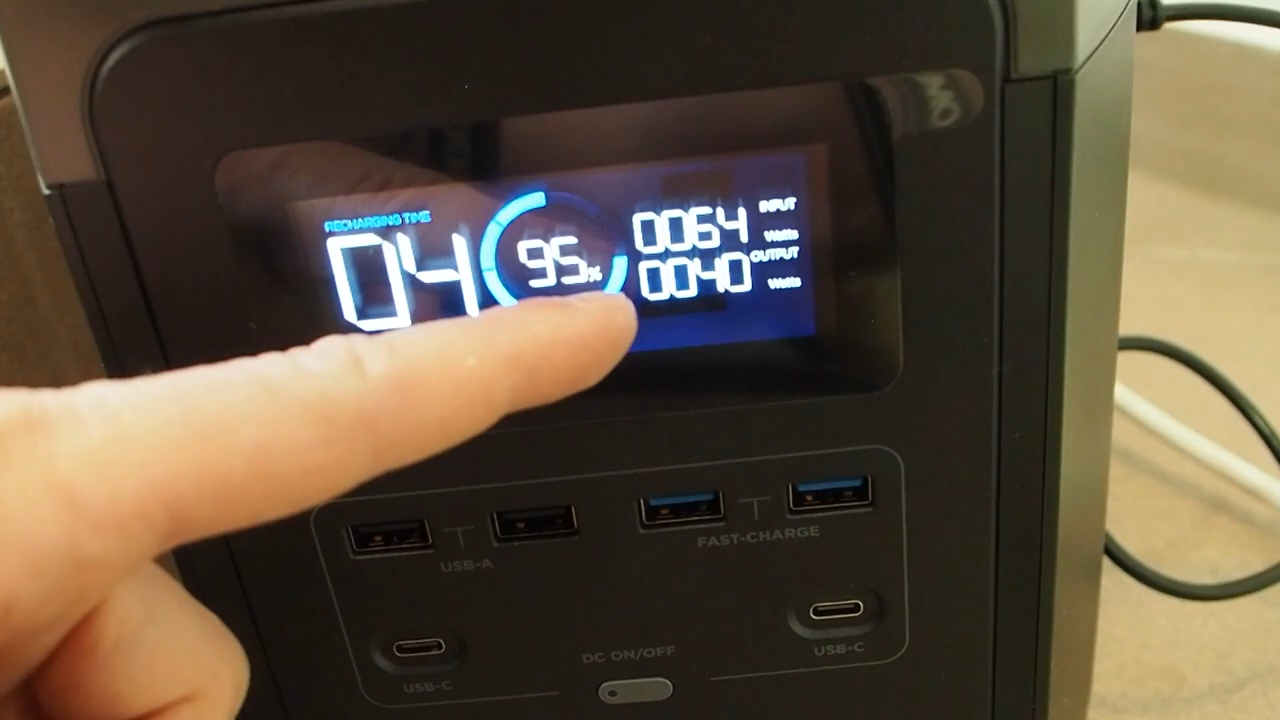 RECHARGING TIME
04
95%
0064
INPUT
Watts
0040
OUTPUT
Watts
USB-A
FAST-CHARGE
USB-C
USB-C
DC ON/OFF